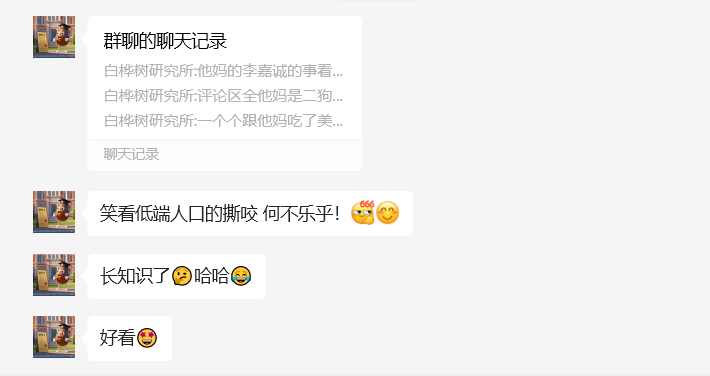 群聊的聊天记录
白桦树研究所:他妈的李嘉诚的事看...
白桦树研究所:评论区全他妈是二狗...
白桦树研究所:一个个跟他妈吃了美...
聊天记录
笑看低端人口的撕咬 何不乐乎！666😊
长知识了🤔哈哈😂
好看🤩